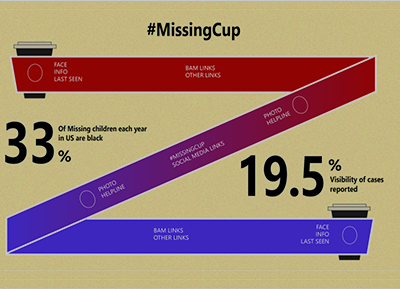 #MissingCup
FACE
INFO
LAST SEEN
BAM LINKS
OTHER LINKS
PHOTO
HELPLINE
#MISSINGCUP
SOCIAL MEDIA LINKS
33
%
Of Missing children each year
in US are black
19.5
%
Visibility of cases
reported
PHOTO
HELPLINE
BAM LINKS
OTHER LINKS
FACE
INFO
LAST SEEN